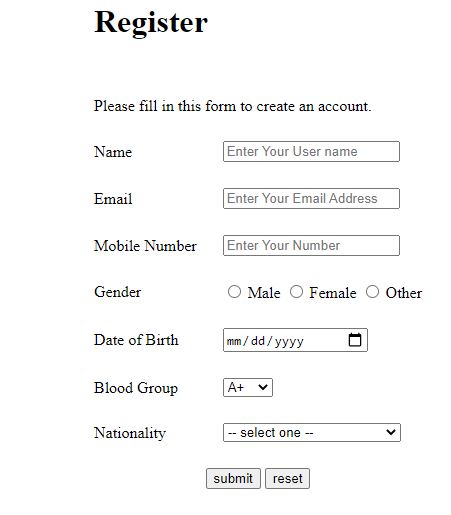 Register
Please fill in this form to create an account.
Name Enter Your User name
Email Enter Your Email Address
Mobile Number Enter Your Number
Gender Male Female Other
Date of Birth mm/dd/yyyy
Blood Group A+
Nationality -- select one --
submit reset